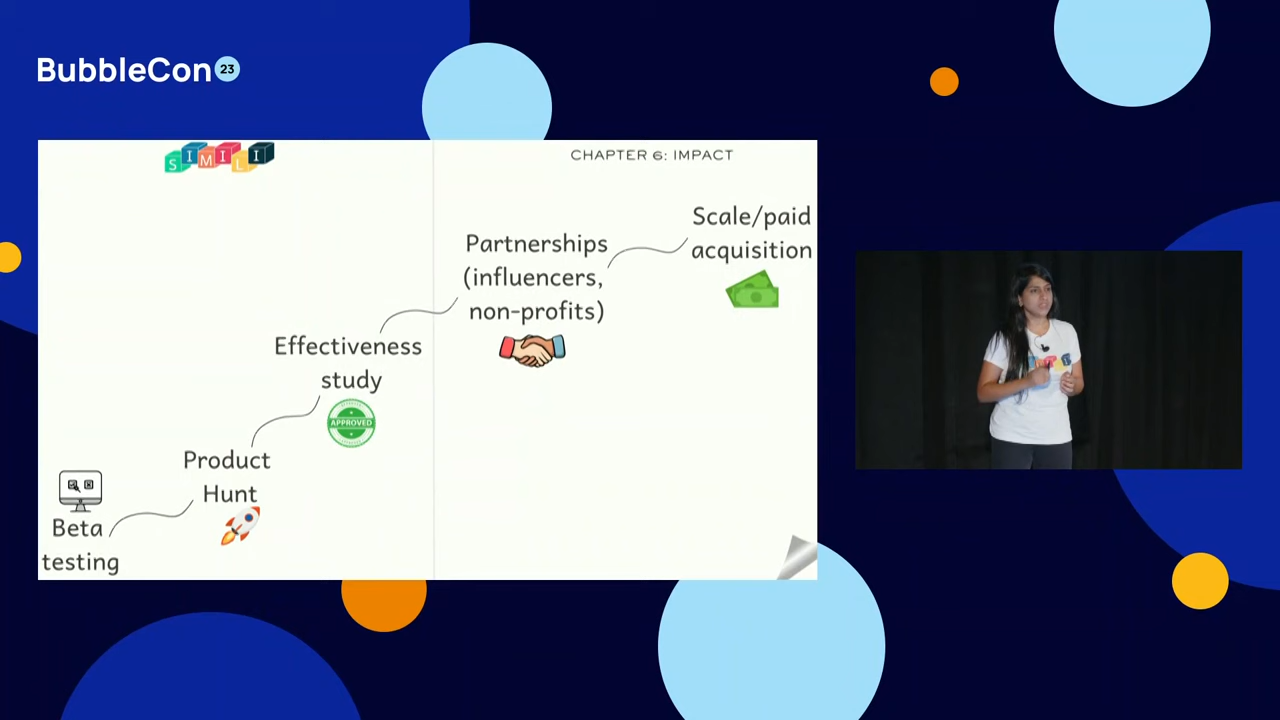 BubbleCon 23
SIMILI
CHAPTER 6: IMPACT
Scale/paid
acquisition
Partnerships
(influencers,
non-profits)
Effectiveness
study
APPROVED
Product
Hunt
Beta
testing